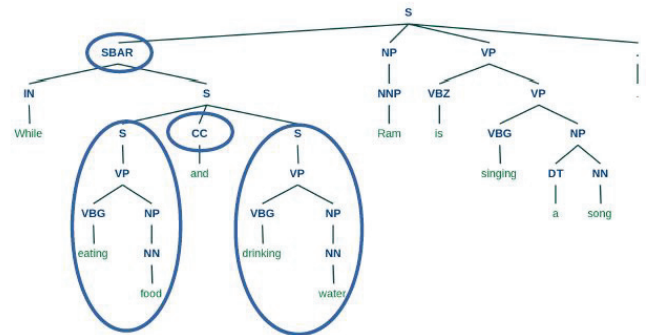 S
SBAR NP VP .
IN S NNP VBZ VP .
While S CC S Ram is VBG NP
VP and VP singing DT NN
VBG NP VBG NP a song
eating NN drinking NN
food water